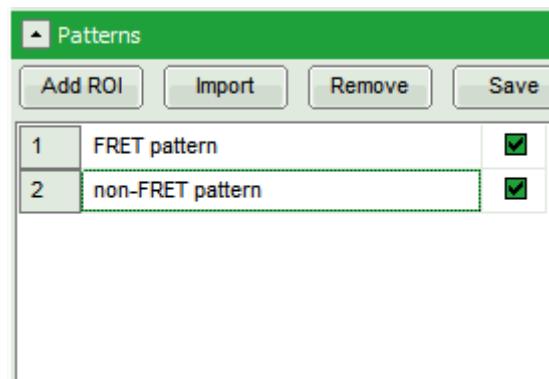 Patterns
Add ROI Import Remove Save
1 FRET pattern
2 non-FRET pattern